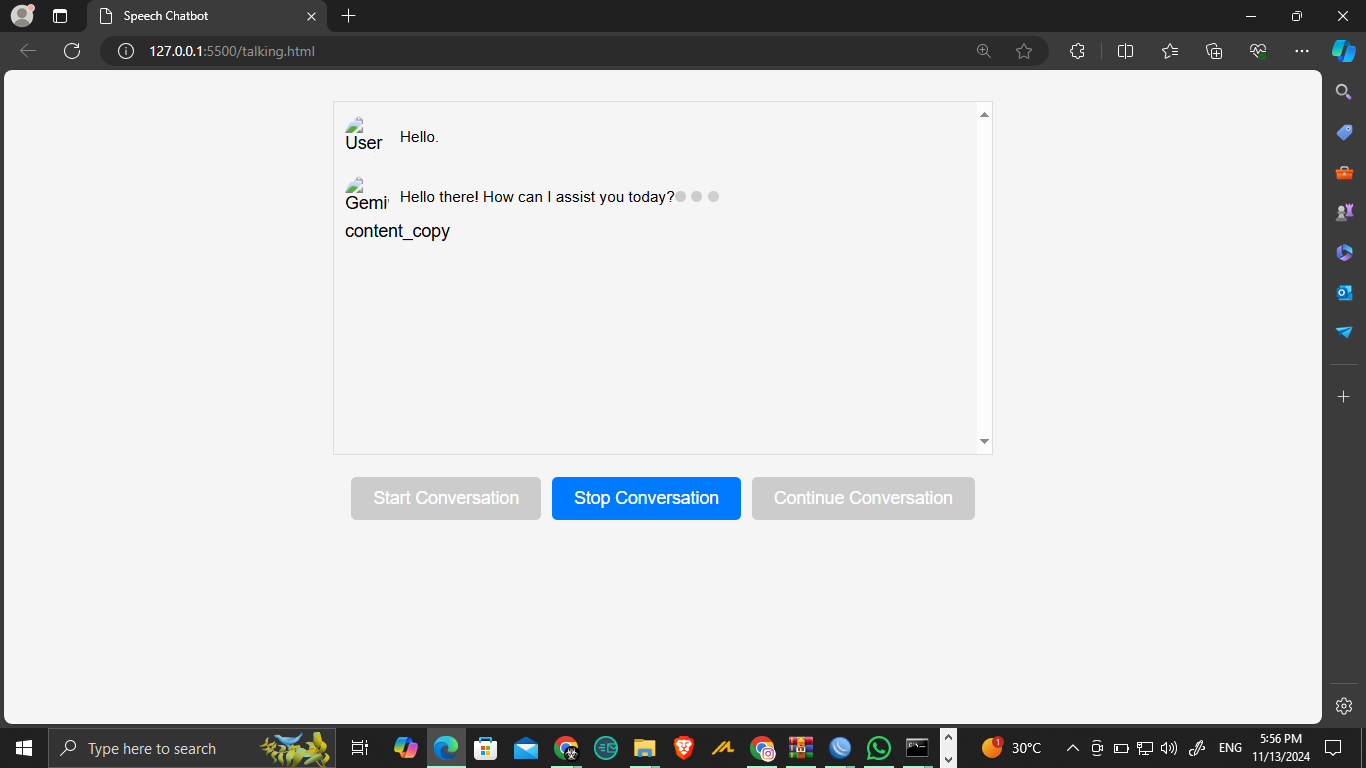 Speech Chatbot
127.0.0.1:5500/talking.html
User
Hello.
Gemi
Hello there! How can I assist you today?
content_copy
Start Conversation
Stop Conversation
Continue Conversation
Type here to search
1
30°C
ENG
5:56 PM
11/13/2024